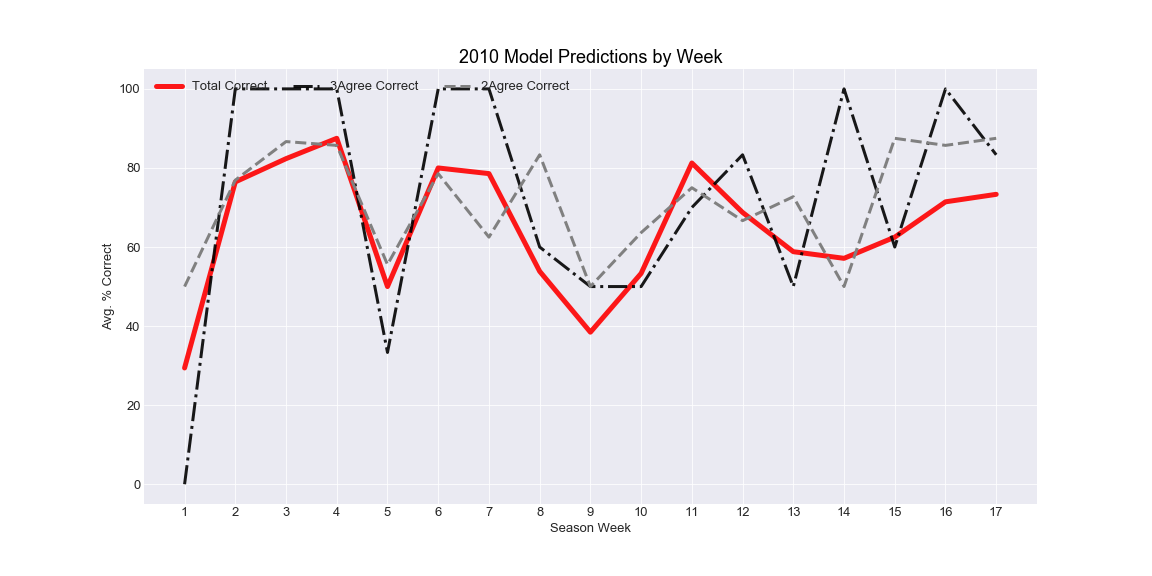 2010 Model Predictions by Week
Total Correct 3Agree Correct 2Agree Correct
100
80
60
40
20
0
Avg. % Correct
1 2 3 4 5 6 7 8 9 10 11 12 13 14 15 16 17
Season Week